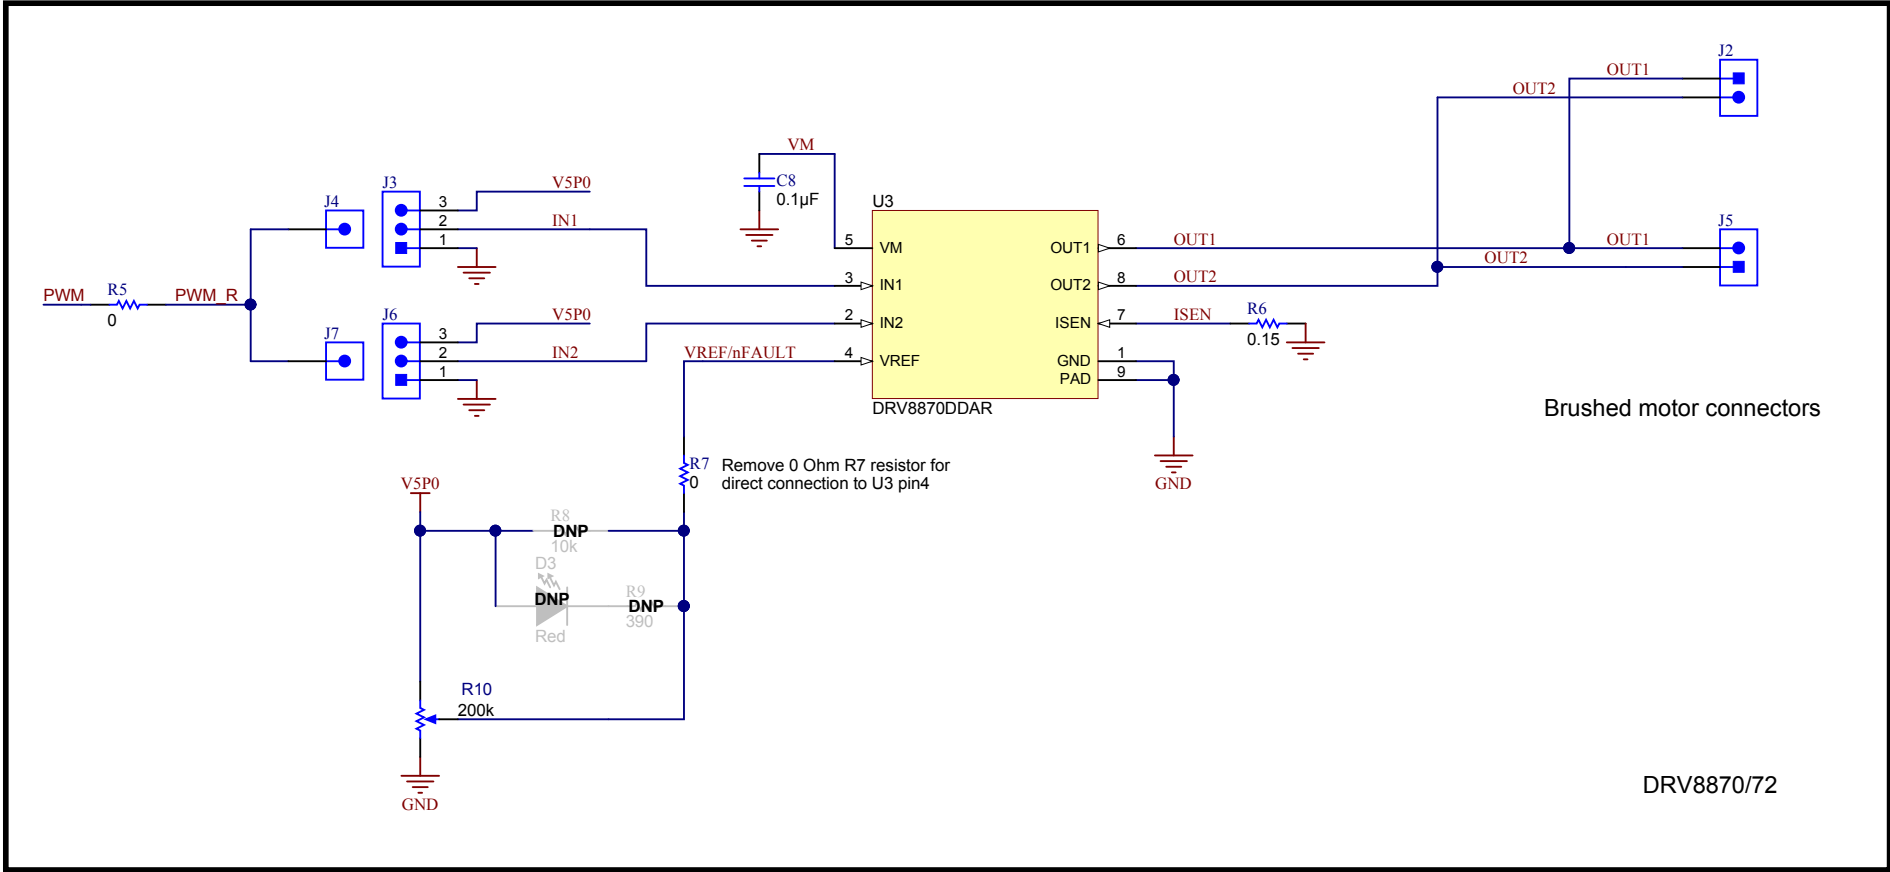 J2
OUT1
OUT2
VM
C8
0.1µF
J3
V5P0
J4
3
2
IN1
1
U3
J5
5 VM OUT1 6 OUT1 OUT1
OUT2
3 IN1 OUT2 8 OUT2
PWM R5 PWM_R
0
J6
V5P0
J7
3
2
IN2
1
2 IN2 ISEN 7 ISEN R6
0.15
VREF/nFAULT 4 VREF GND 1
PAD 9
DRV8870DDAR
Brushed motor connectors
R7
0
Remove 0 Ohm R7 resistor for
direct connection to U3 pin4
GND
V5P0
R8
DNP
10k
D3
DNP
Red
R9
DNP
390
R10
200k
GND
DRV8870/72